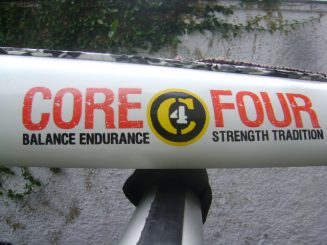 CORE C4 FOUR
BALANCE ENDURANCE STRENGTH TRADITION